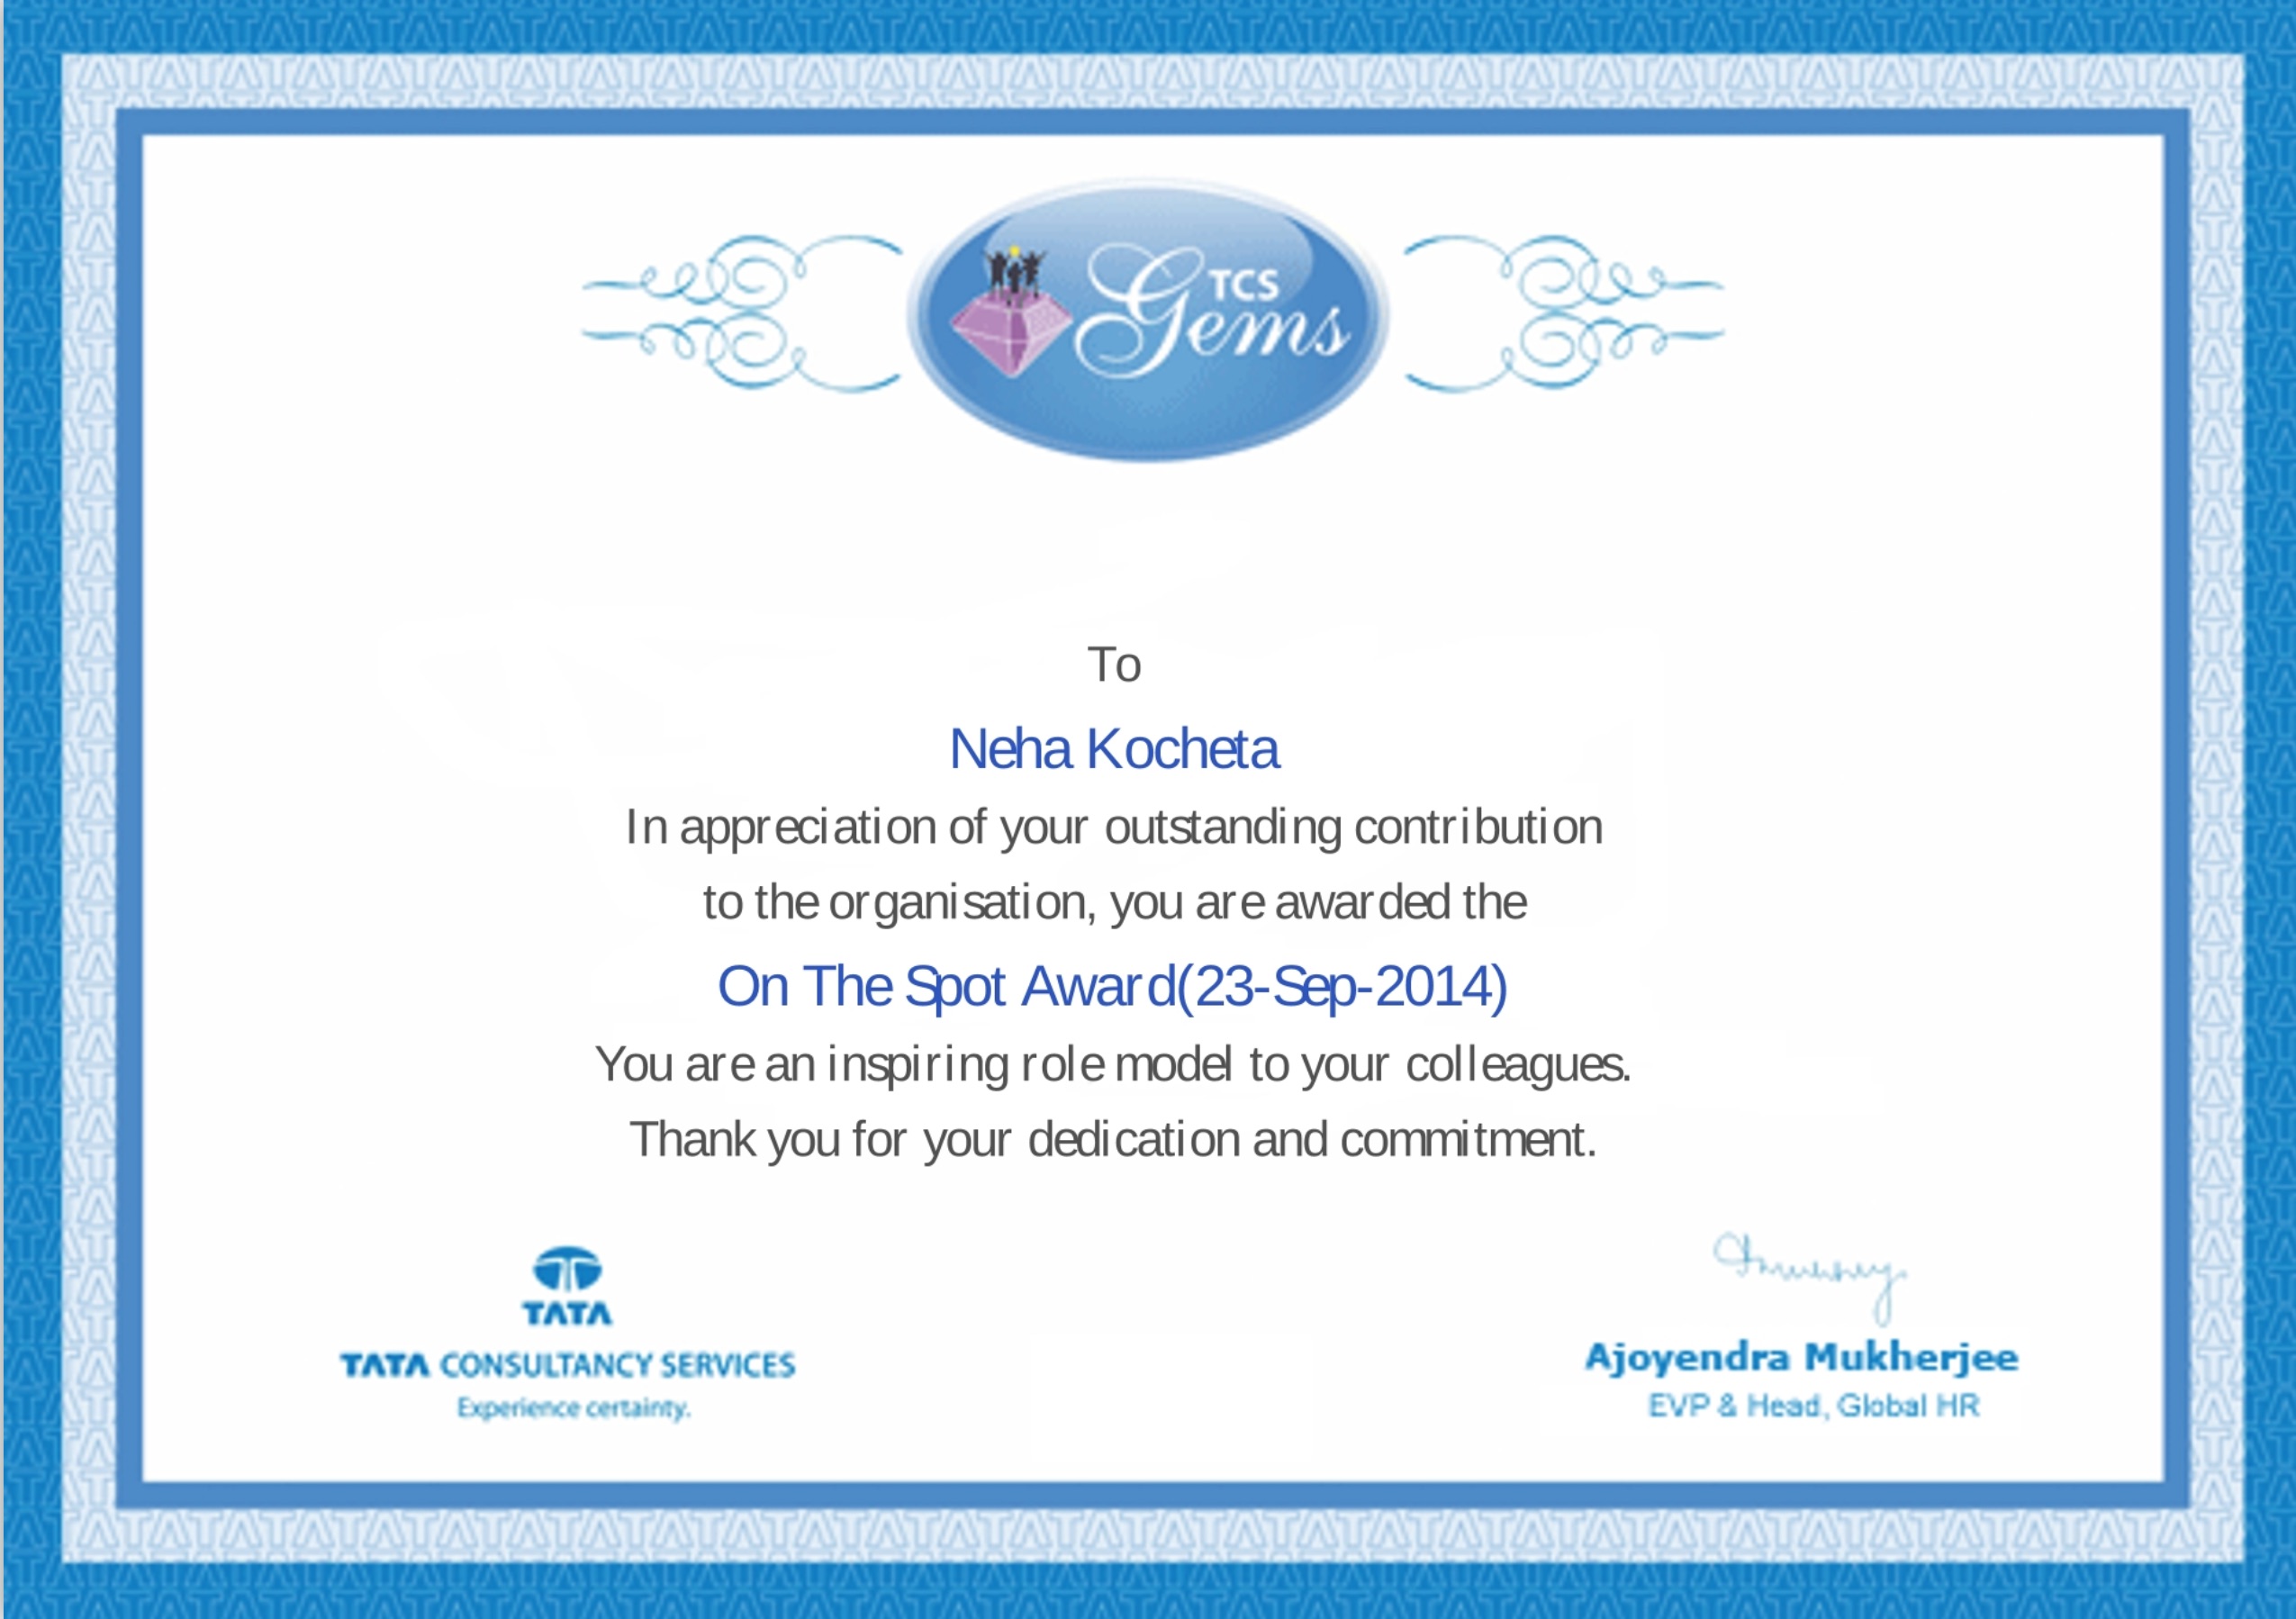 TCS
Gems
To
Neha Kocheta
In appreciation of your outstanding contribution
to the organisation, you are awarded the
On The Spot Award(23-Sep-2014)
You are an inspiring role model to your colleagues.
Thank you for your dedication and commitment.
TATA
TATA CONSULTANCY SERVICES
Experience certainty.
Ajoyendra Mukherjee
EVP & Head, Global HR